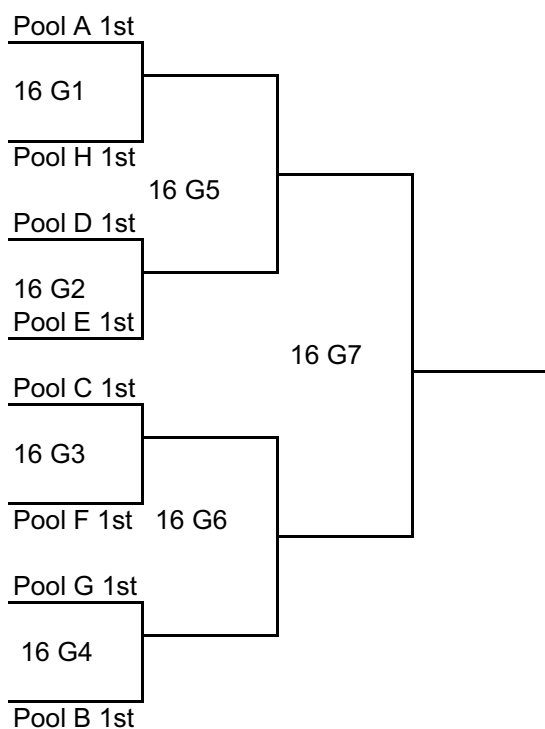 Pool A 1st
16 G1
Pool H 1st
16 G5
Pool D 1st
16 G2
Pool E 1st
16 G7
Pool C 1st
16 G3
Pool F 1st
16 G6
Pool G 1st
16 G4
Pool B 1st